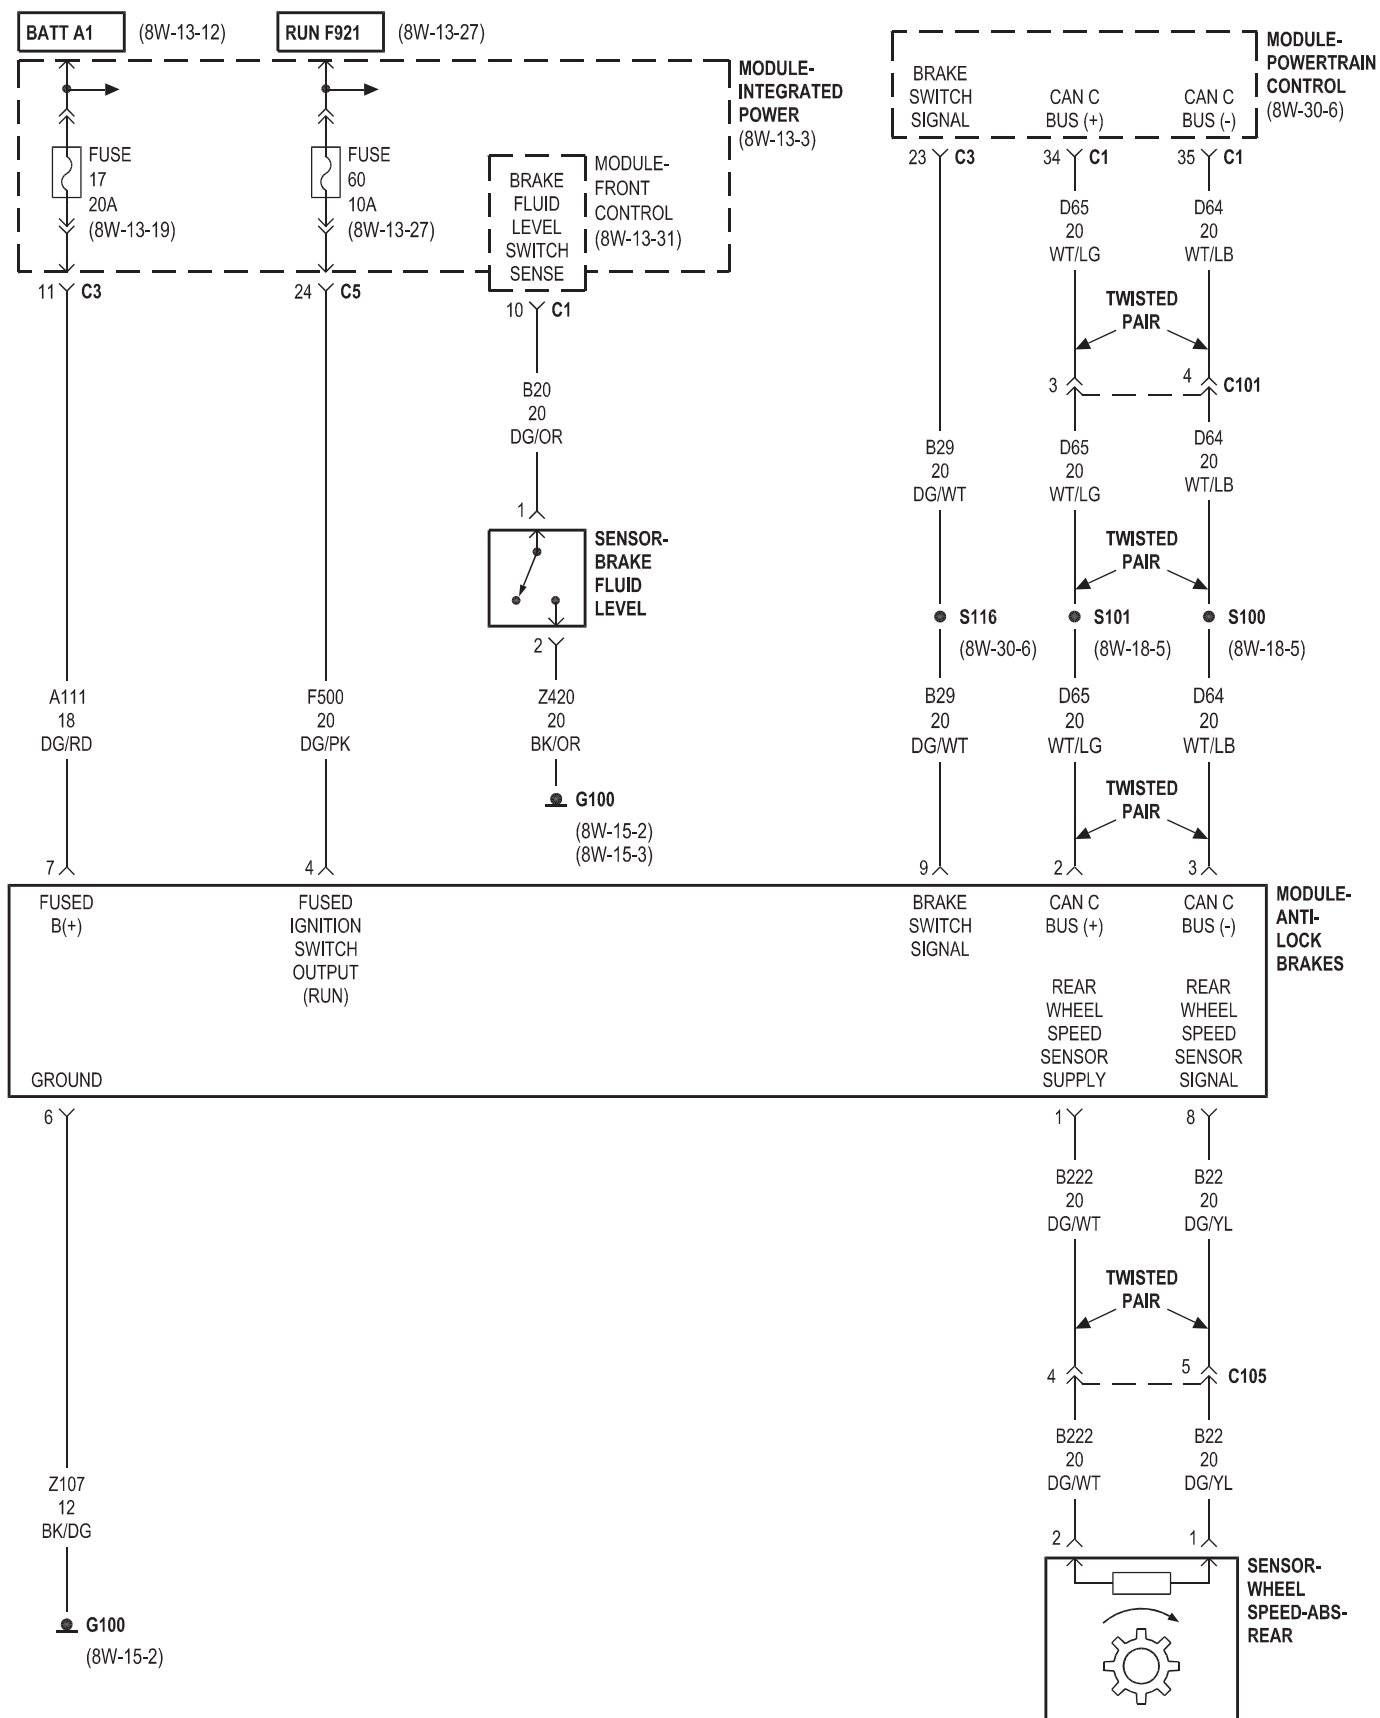 BATT A1 (8W-13-12)
RUN F921 (8W-13-27)
MODULE-
INTEGRATED
POWER
(8W-13-3)
FUSE
17
20A
(8W-13-19)
FUSE
60
10A
(8W-13-27)
BRAKE
FLUID
LEVEL
SWITCH
SENSE
MODULE-
FRONT
CONTROL
(8W-13-31)
MODULE-
POWERTRAIN
CONTROL
(8W-30-6)
BRAKE
SWITCH
SIGNAL
CAN C
BUS (+)
CAN C
BUS (-)
11 C3
24 C5
10 C1
23 C3
34 C1
35 C1
D65
20
WT/LG
D64
20
WT/LB
TWISTED
PAIR
3
4 C101
B20
20
DG/OR
B29
20
DG/WT
D65
20
WT/LG
D64
20
WT/LB
1
SENSOR-
BRAKE
FLUID
LEVEL
2
TWISTED
PAIR
S116
(8W-30-6)
S101
(8W-18-5)
S100
(8W-18-5)
A111
18
DG/RD
F500
20
DG/PK
Z420
20
BK/OR
B29
20
DG/WT
D65
20
WT/LG
D64
20
WT/LB
G100
(8W-15-2)
(8W-15-3)
TWISTED
PAIR
7
4
9
2
3
FUSED
B(+)
FUSED
IGNITION
SWITCH
OUTPUT
(RUN)
BRAKE
SWITCH
SIGNAL
CAN C
BUS (+)
CAN C
BUS (-)
MODULE-
ANTI-
LOCK
BRAKES
GROUND
REAR
WHEEL
SPEED
SENSOR
SUPPLY
REAR
WHEEL
SPEED
SENSOR
SIGNAL
6
1
8
B222
20
DG/WT
B22
20
DG/YL
TWISTED
PAIR
4
5 C105
B222
20
DG/WT
B22
20
DG/YL
Z107
12
BK/DG
G100
(8W-15-2)
2
1
SENSOR-
WHEEL
SPEED-ABS-
REAR